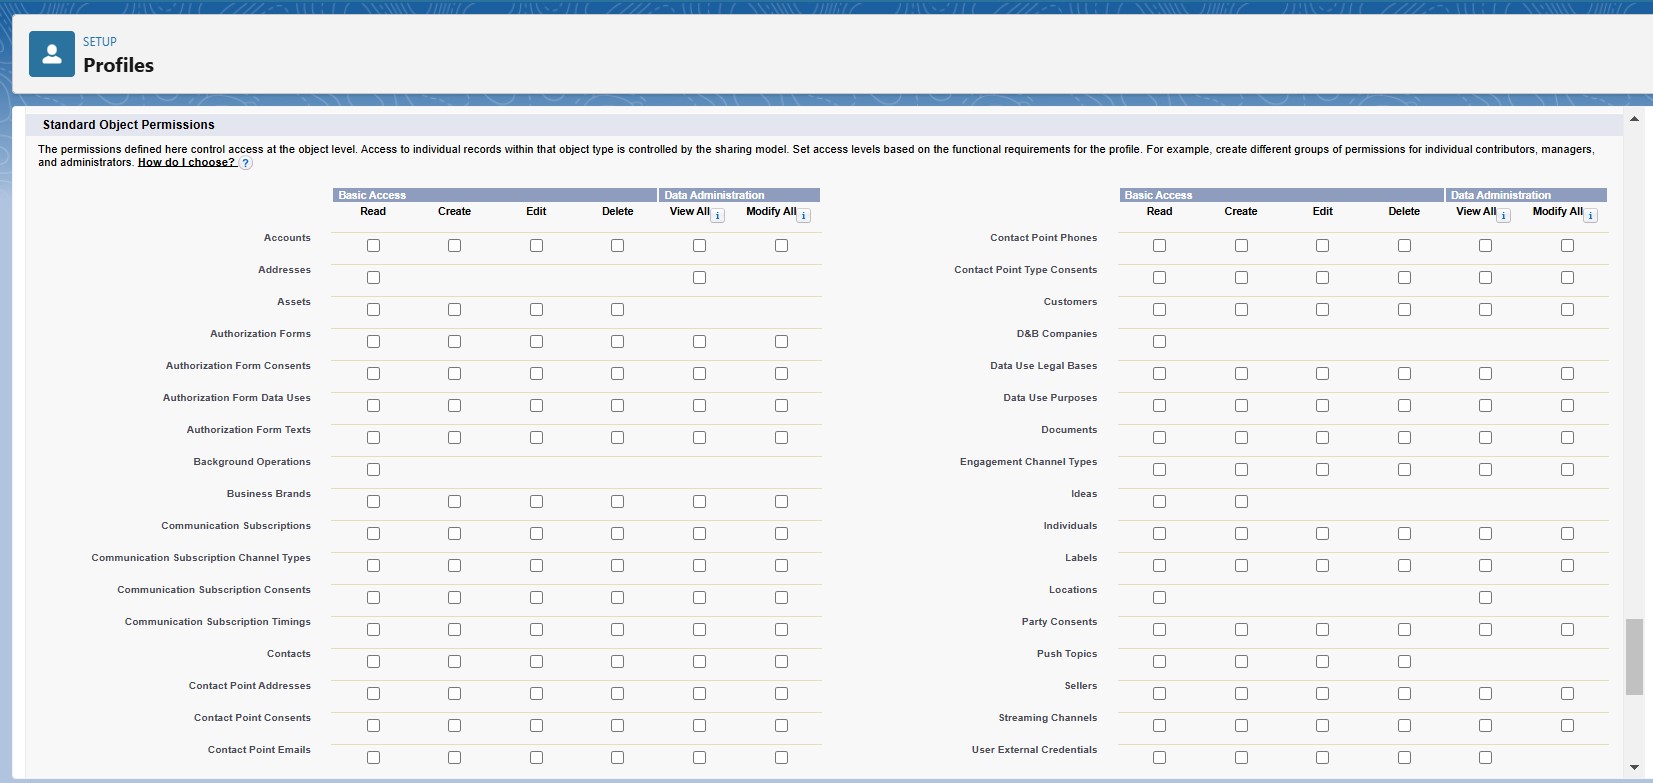 SETUP
Profiles
Standard Object Permissions
The permissions defined here control access at the object level. Access to individual records within that object type is controlled by the sharing model. Set access levels based on the functional requirements for the profile. For example, create different groups of permissions for individual contributors, managers,
and administrators. How do I choose? ?
Basic Access Data Administration
Read Create Edit Delete View All i Modify All i
Accounts
Addresses
Assets
Authorization Forms
Authorization Form Consents
Authorization Form Data Uses
Authorization Form Texts
Background Operations
Business Brands
Communication Subscriptions
Communication Subscription Channel Types
Communication Subscription Consents
Communication Subscription Timings
Contacts
Contact Point Addresses
Contact Point Consents
Contact Point Emails
Basic Access Data Administration
Read Create Edit Delete View All i Modify All i
Contact Point Phones
Contact Point Type Consents
Customers
D&B Companies
Data Use Legal Bases
Data Use Purposes
Documents
Engagement Channel Types
Ideas
Individuals
Labels
Locations
Party Consents
Push Topics
Sellers
Streaming Channels
User External Credentials